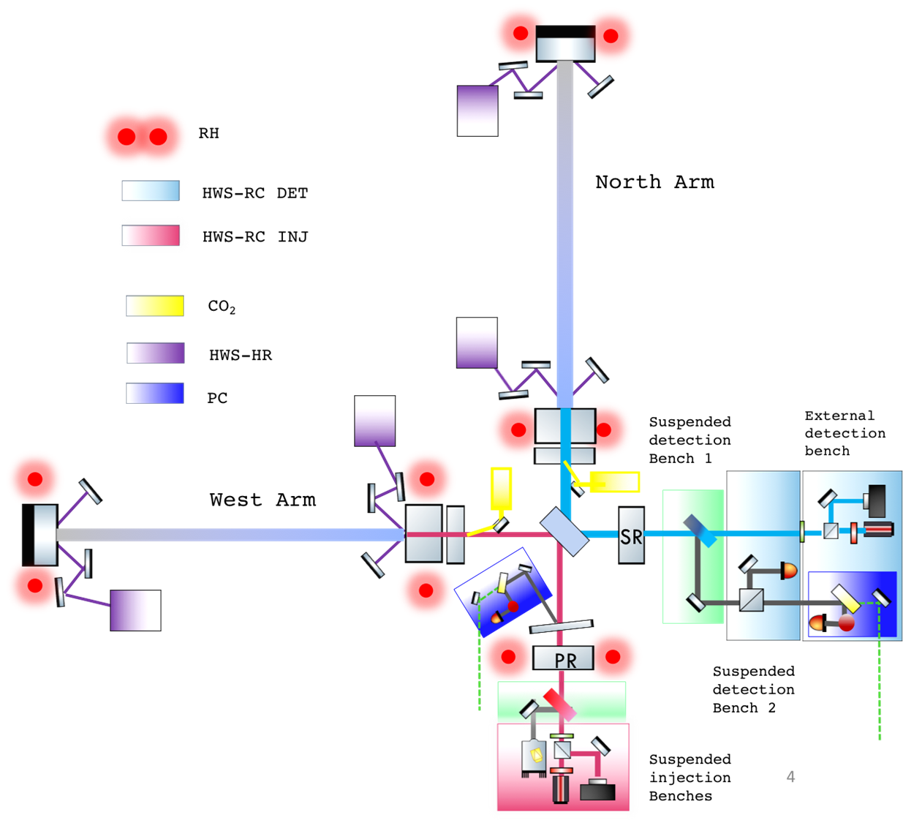 RH
HWS-RC DET
HWS-RC INJ
CO₂
HWS-HR
PC
North Arm
West Arm
Suspended
detection
Bench 1
External
detection
bench
SR
PR
Suspended
detection
Bench 2
Suspended
injection
Benches
4